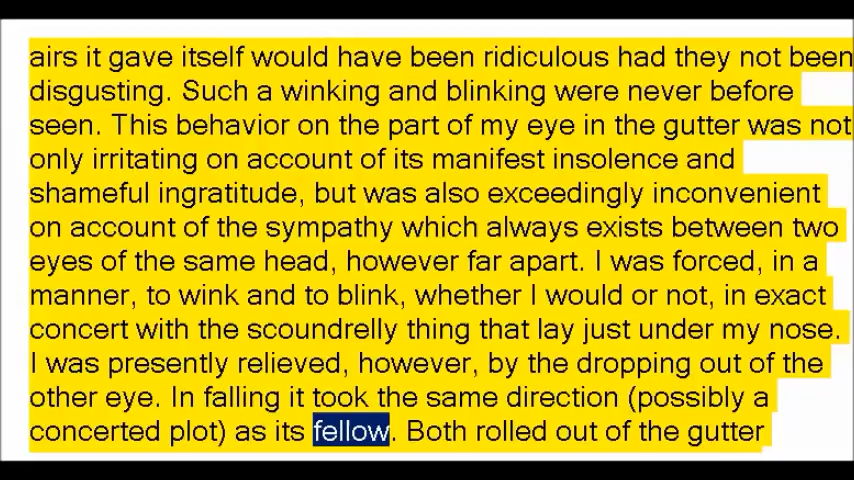 airs it gave itself would have been ridiculous had they not been
disgusting. Such a winking and blinking were never before
seen. This behavior on the part of my eye in the gutter was not
only irritating on account of its manifest insolence and
shameful ingratitude, but was also exceedingly inconvenient
on account of the sympathy which always exists between two
eyes of the same head, however far apart. I was forced, in a
manner, to wink and to blink, whether I would or not, in exact
concert with the scoundrelly thing that lay just under my nose.
I was presently relieved, however, by the dropping out of the
other eye. In falling it took the same direction (possibly a
concerted plot) as its fellow. Both rolled out of the gutter